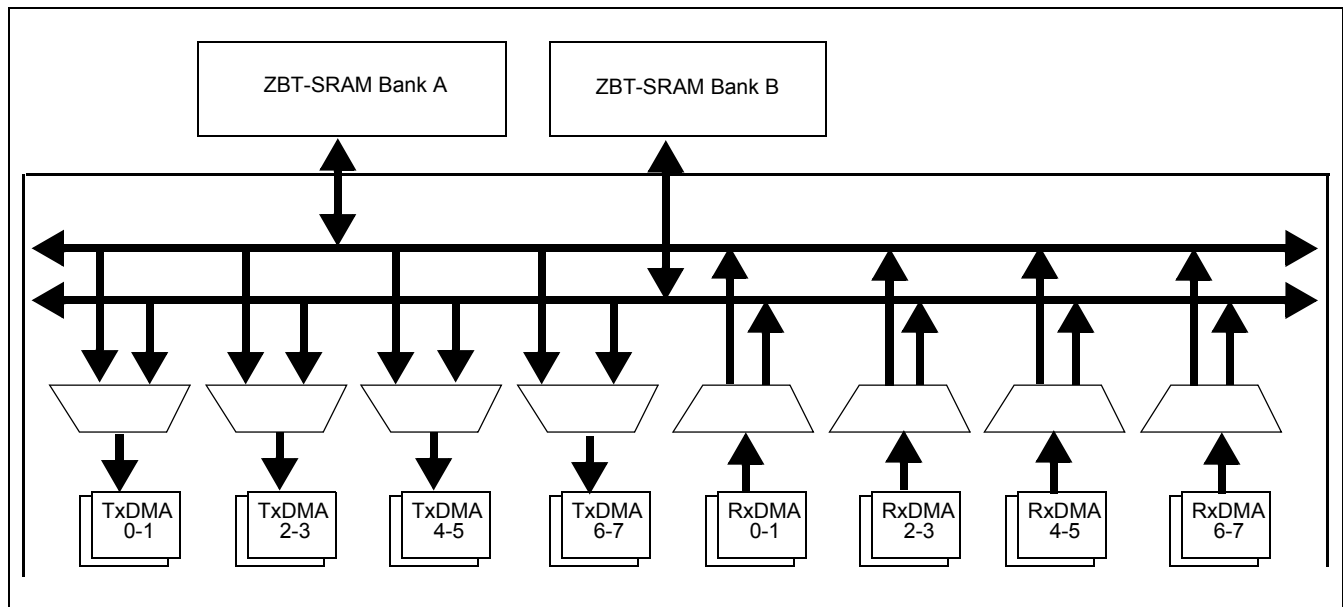 ZBT-SRAM Bank A
ZBT-SRAM Bank B
TxDMA
0-1
TxDMA
2-3
TxDMA
4-5
TxDMA
6-7
RxDMA
0-1
RxDMA
2-3
RxDMA
4-5
RxDMA
6-7